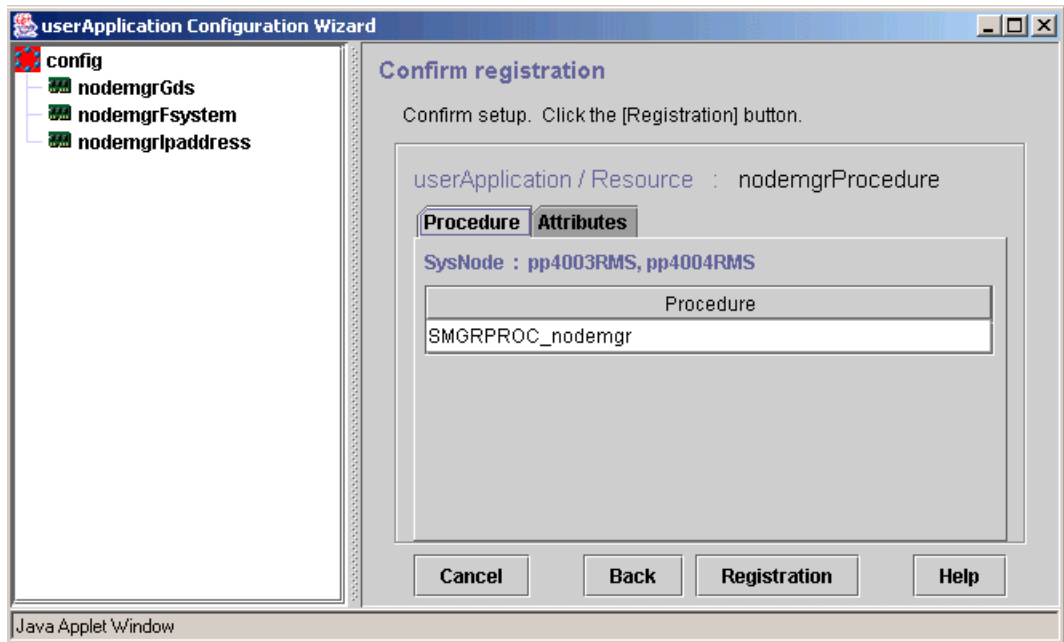 userApplication Configuration Wizard
config
nodemgrGds
nodemgrFsystem
nodemgrIpaddress
Confirm registration
Confirm setup. Click the [Registration] button.
userApplication / Resource : nodemgrProcedure
Procedure Attributes
SysNode : pp4003RMS, pp4004RMS
Procedure
SMGRPROC_nodemgr
Cancel Back Registration Help
Java Applet Window